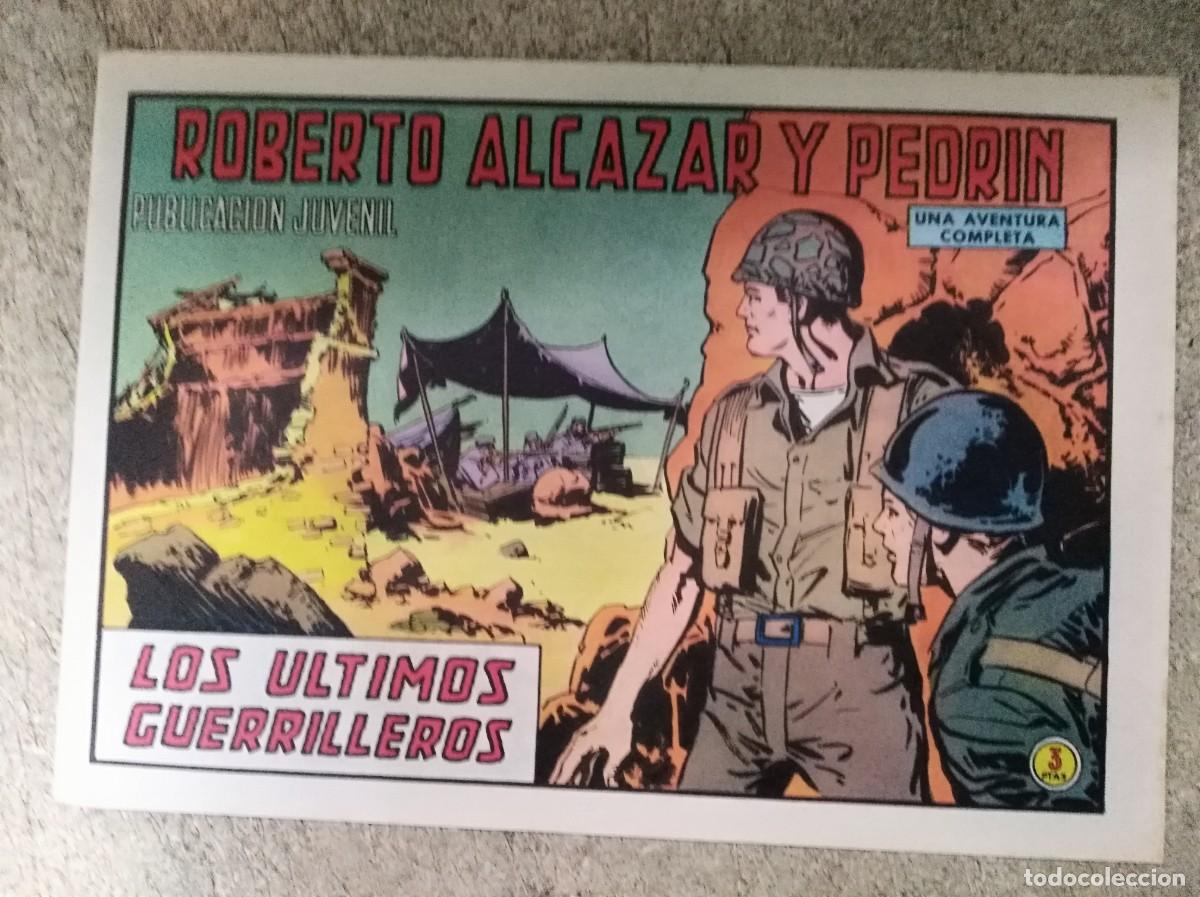 ROBERTO ALCAZAR Y PEDRIN
PUBLICACION JUVENIL
UNA AVENTURA
COMPLETA
LOS ULTIMOS
GUERRILLEROS
3
PTAS
todocoleccion